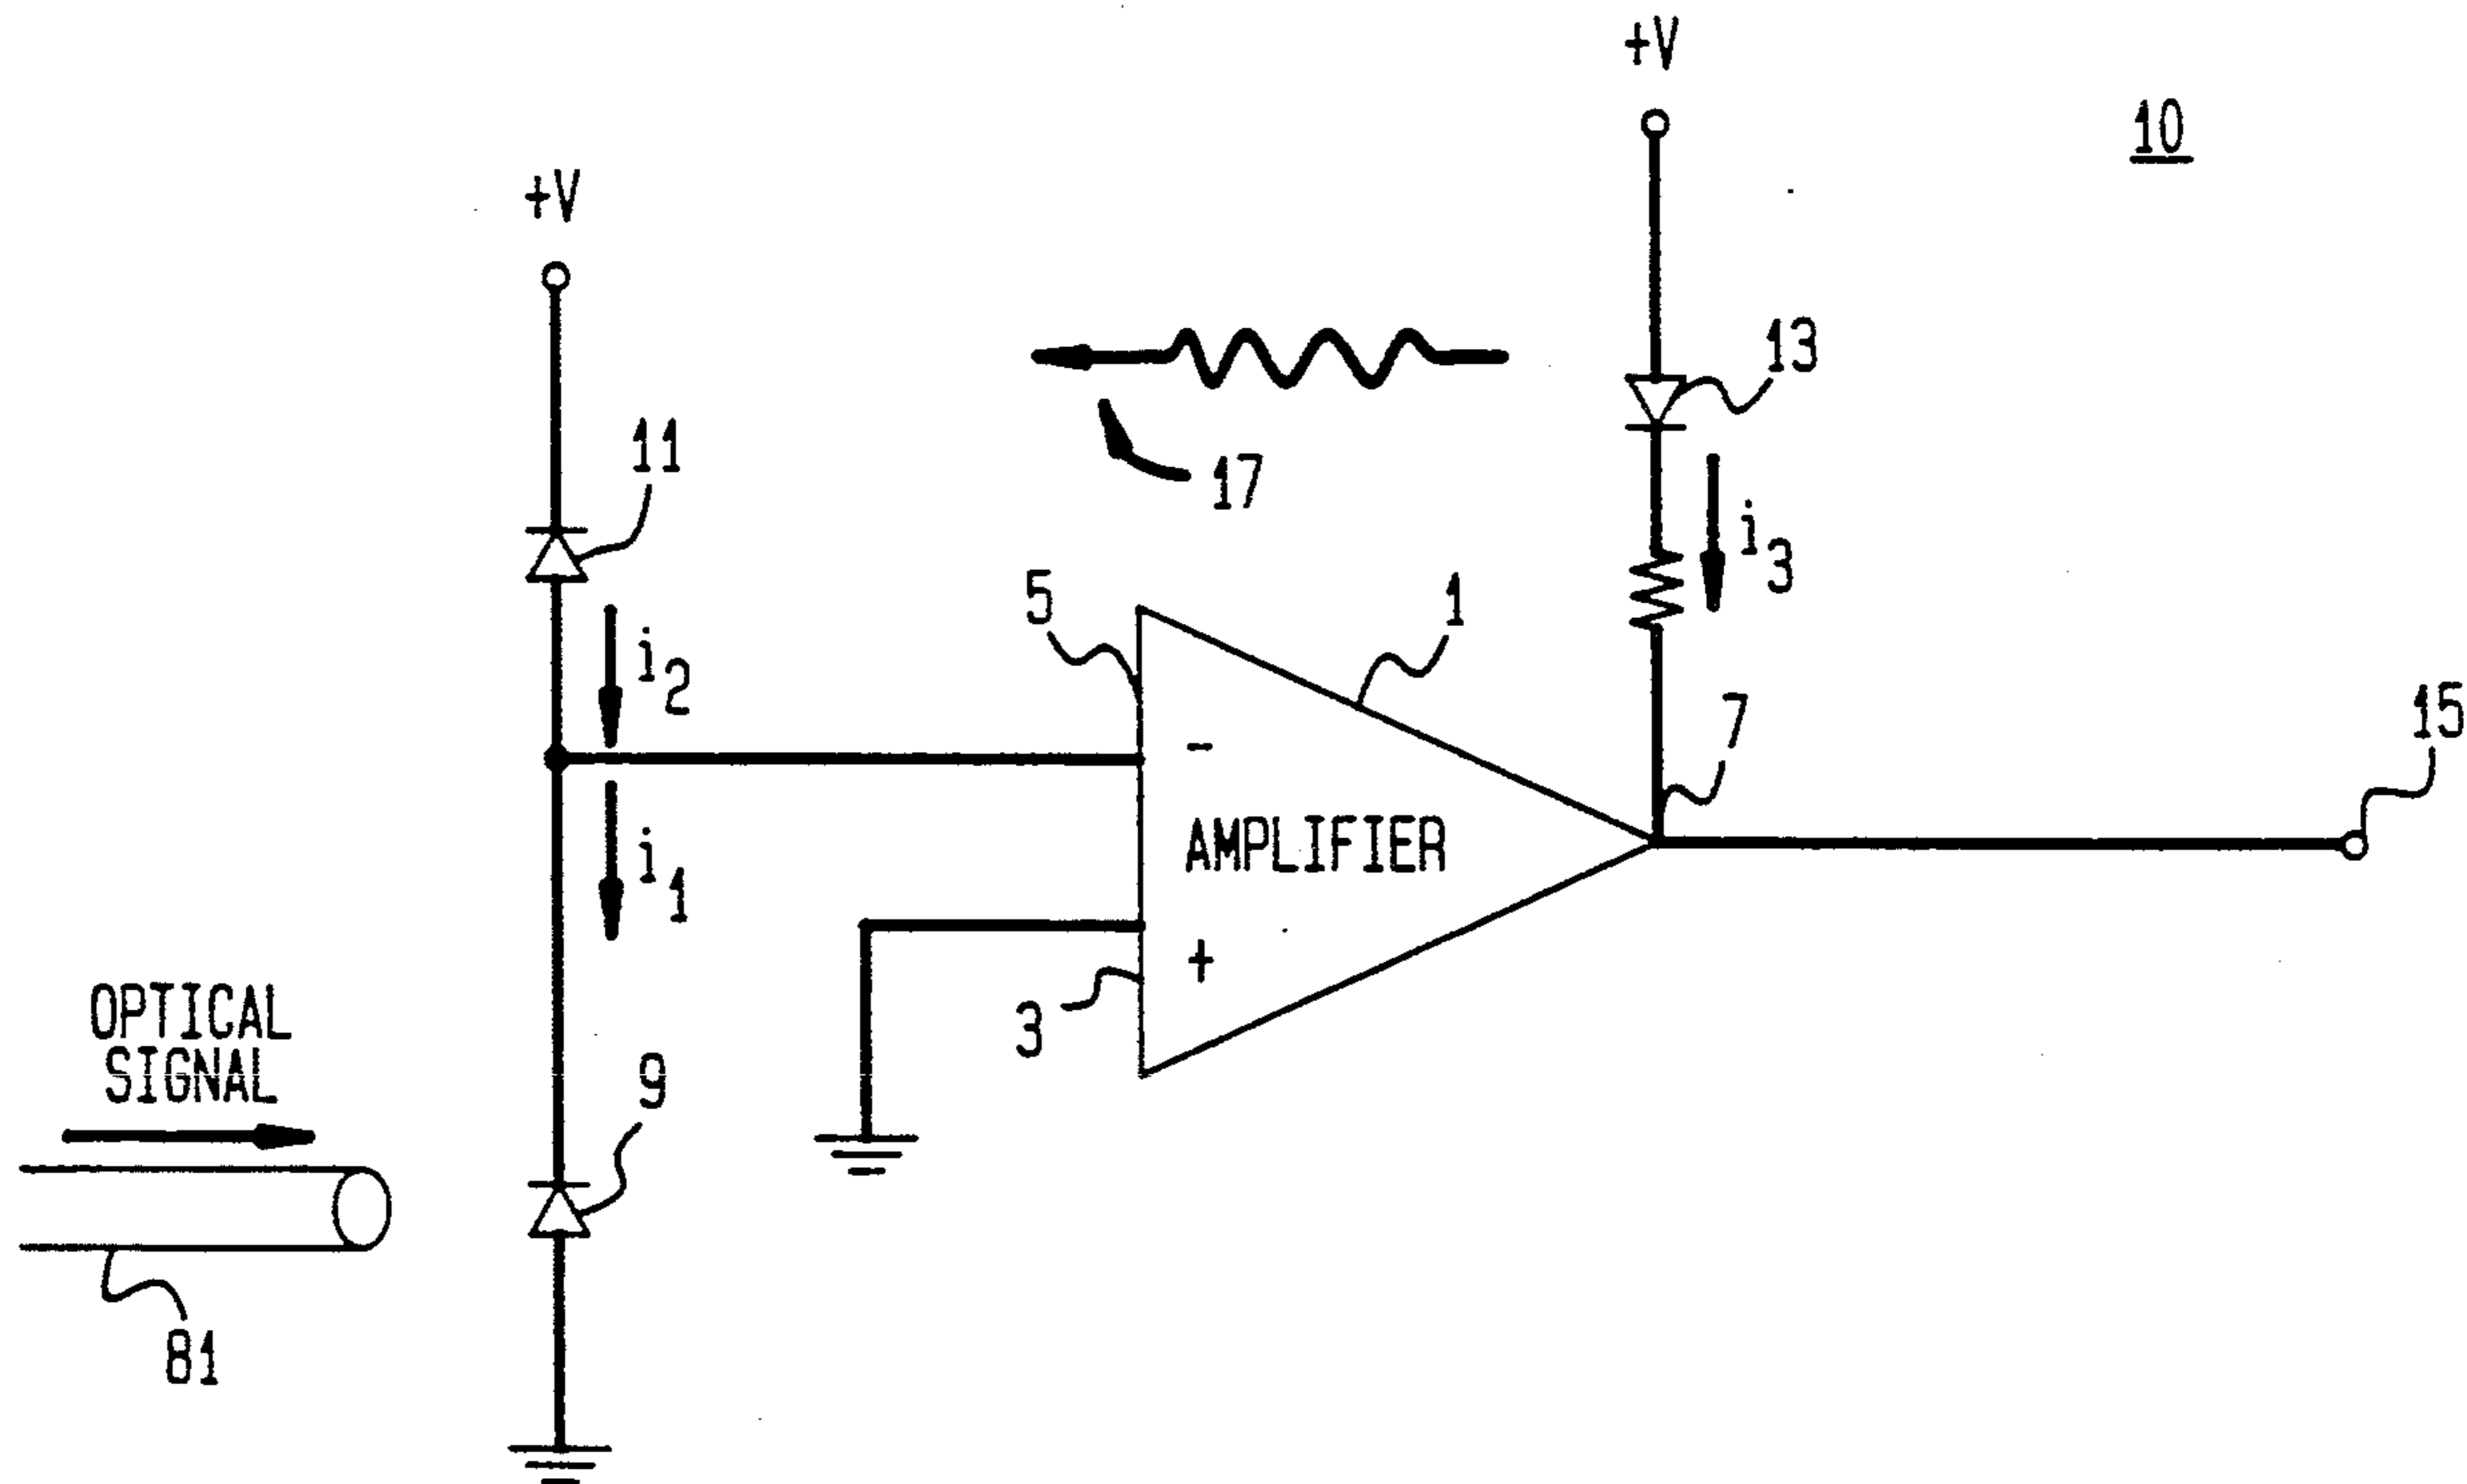 +V
10
+V
13
11
17
i3
5
1
i2
7
15
-
i1
AMPLIFIER
+
3
OPTICAL
SIGNAL
9
81